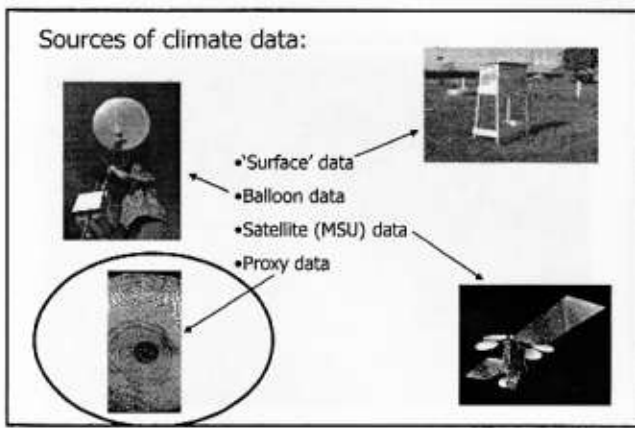 Sources of climate data:
•‘Surface’ data
•Balloon data
•Satellite (MSU) data
•Proxy data